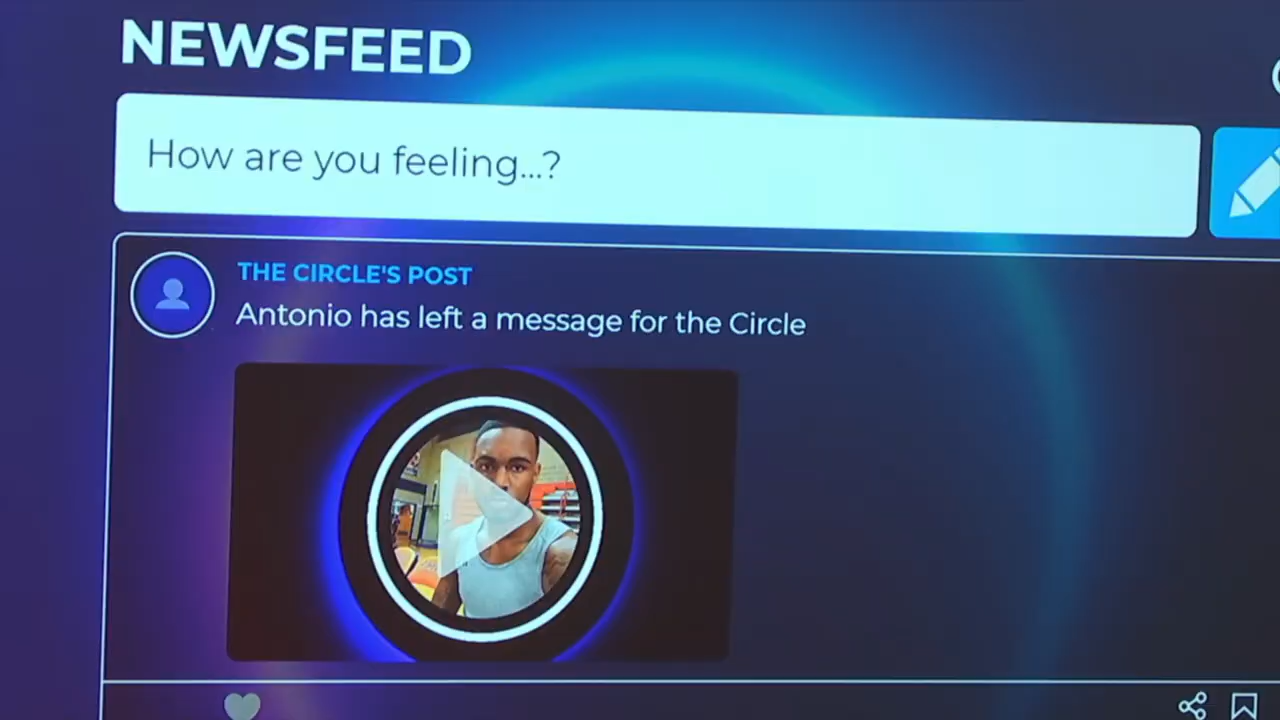 NEWSFEED
How are you feeling...?
THE CIRCLE'S POST
Antonio has left a message for the Circle